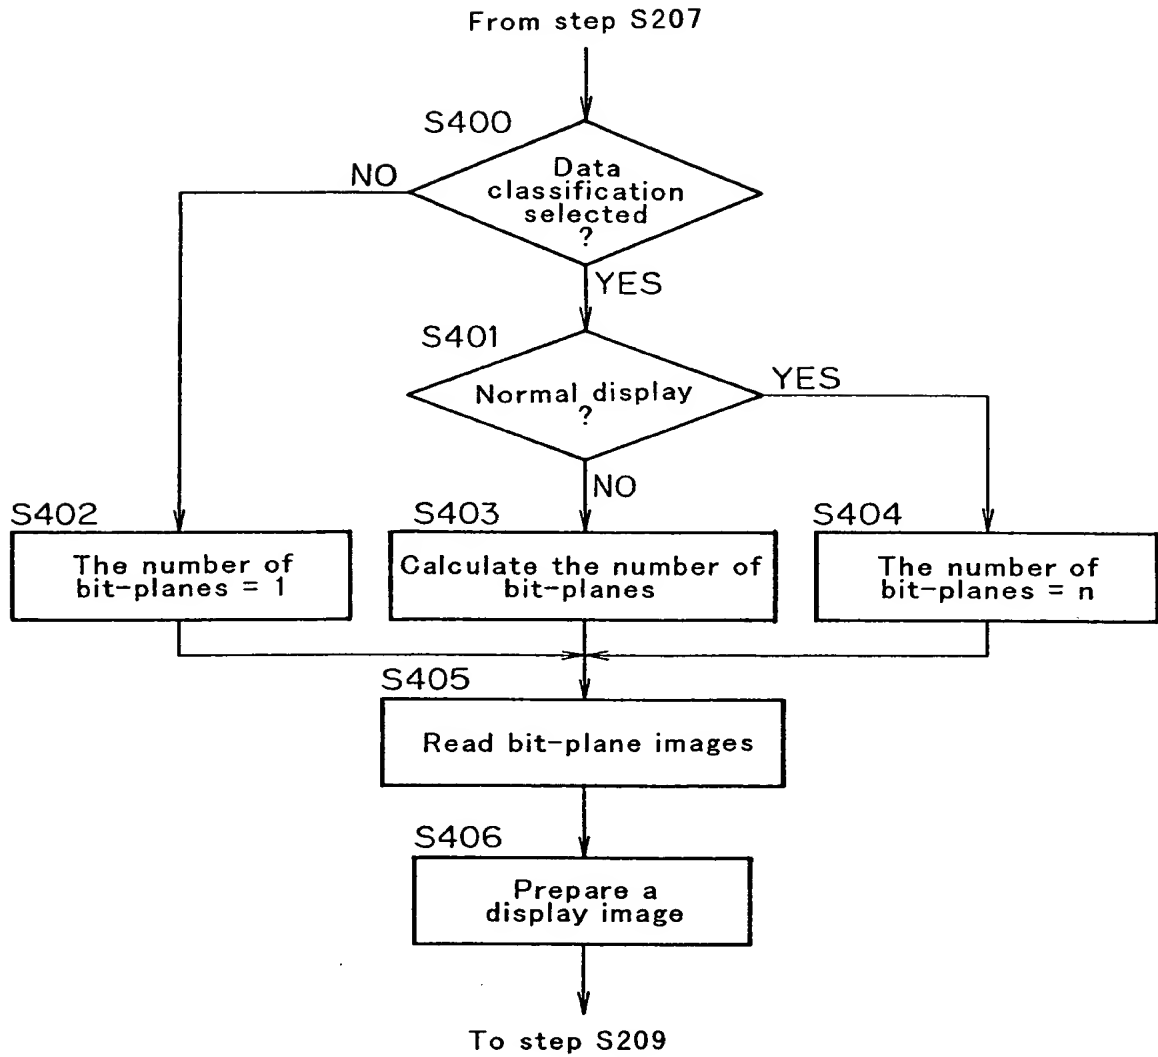 From step S207
S400
Data
classification
selected
?
NO
YES
S401
Normal display
?
YES
NO
S402
The number of
bit-planes = 1
S403
Calculate the number of
bit-planes
S404
The number of
bit-planes = n
S405
Read bit-plane images
S406
Prepare a
display image
To step S209